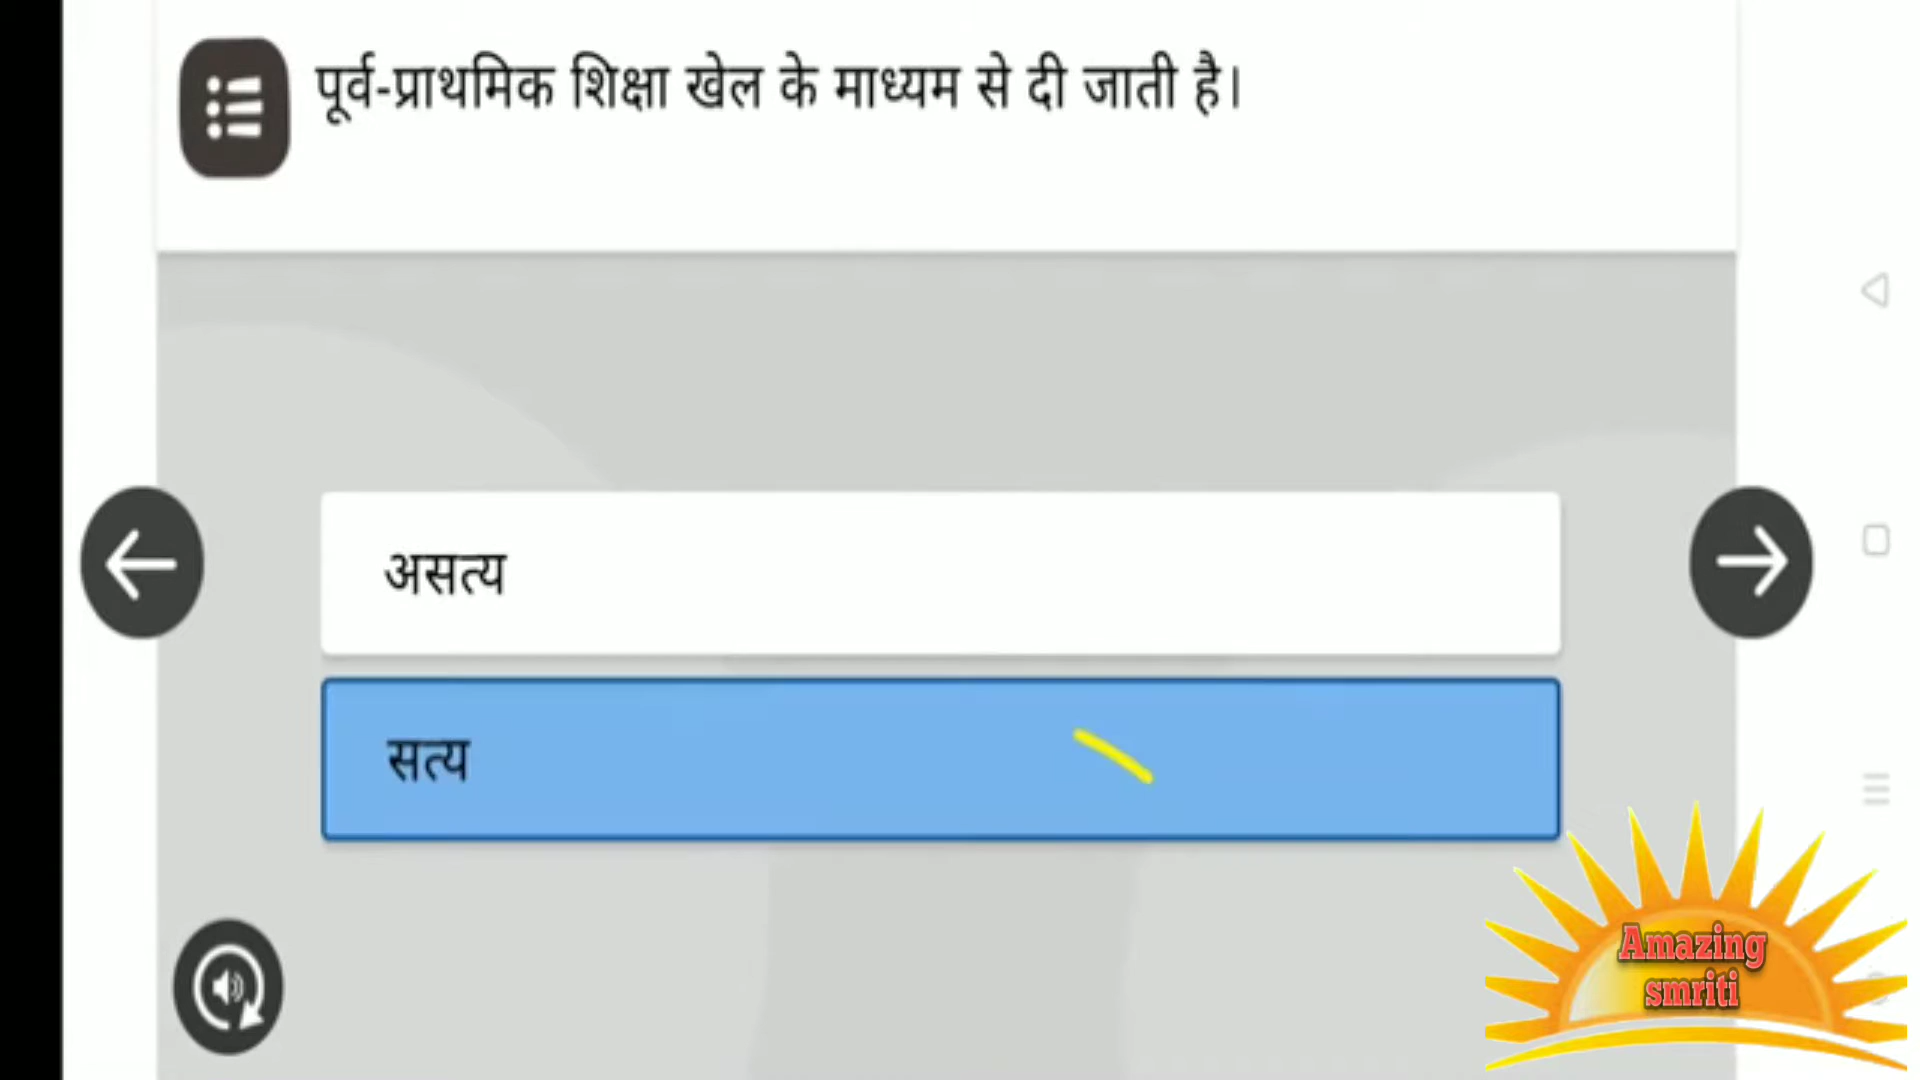 पूर्व-प्राथमिक शिक्षा खेल के माध्यम से दी जाती है।
असत्य
सत्य
Amazing
smriti